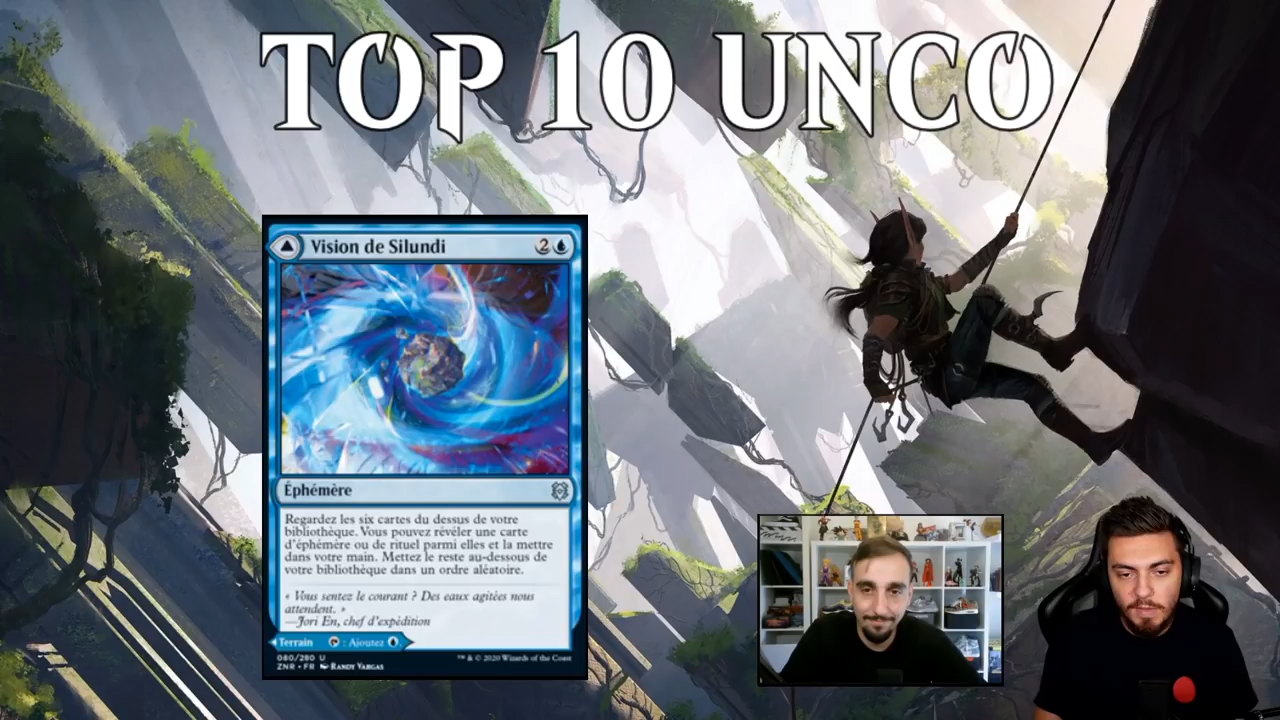 TOP 10 UNCO
Vision de Silundi 2
Éphémère
Regardez les six cartes du dessus de votre
bibliothèque. Vous pouvez révéler une carte
d'éphémère ou de rituel parmi elles et la mettre
dans votre main. Mettez le reste au-dessous de
votre bibliothèque dans un ordre aléatoire.
« Vous sentez le courant ? Des eaux agitées nous
attendent. »
—Jori En, chef d'expédition
Terrain : Ajoutez
080/280 U
ZNR • FR Randy Vargas
™ & © 2020 Wizards of the Coast